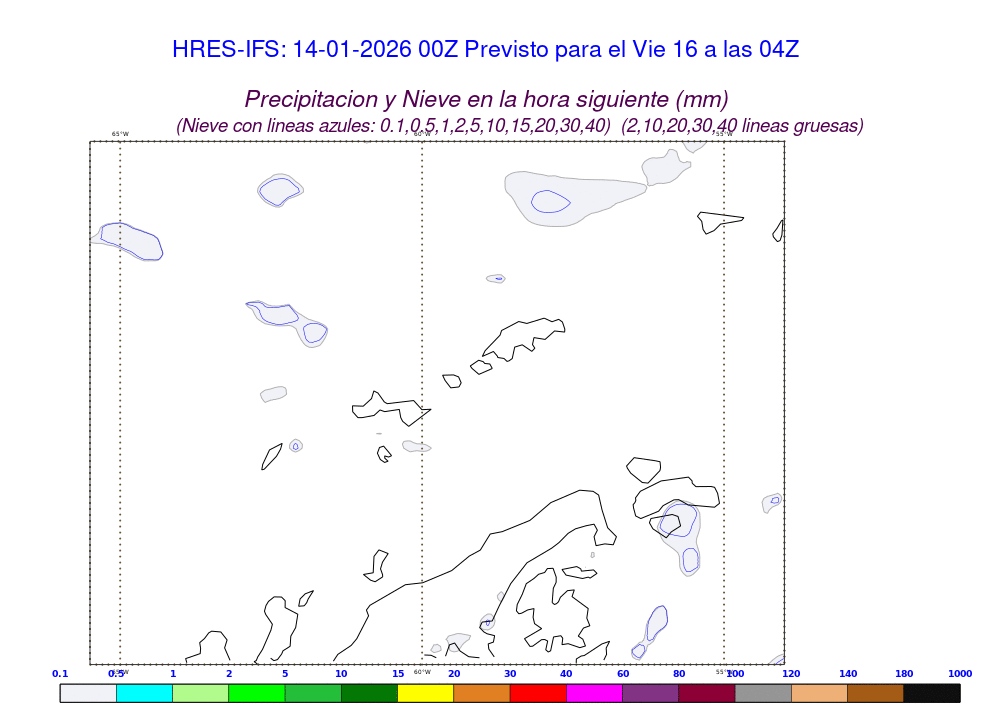 HRES-IFS: 14-01-2026 00Z Previsto para el Vie 16 a las 04Z
Precipitacion y Nieve en la hora siguiente (mm)
(Nieve con lineas azules: 0.1,0.5,1,2,5,10,15,20,30,40)  (2,10,20,30,40 lineas gruesas)
65°W 60°W 55°W
65°W 60°W 55°W
0.1 0.5 1 2 5 10 15 20 30 40 60 80 100 120 140 180 1000